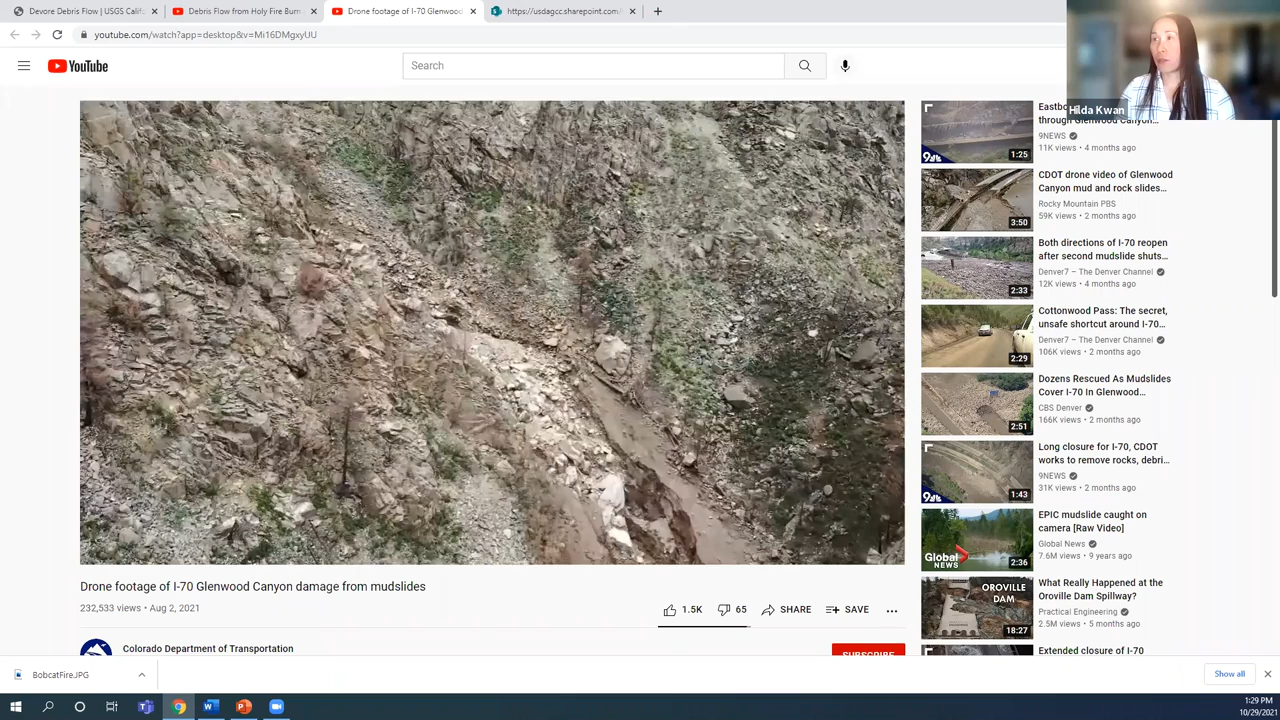 Devore Debris Flow | USGS Califo
Debris Flow from Holy Fire Burn
Drone footage of I-70 Glenwood
https://usdagcc.sharepoint.com/
youtube.com/watch?app=desktop&v=Mi16DMgxyUU
YouTube
Search
Hilda Kwan
through Glenwood Canyon…
9NEWS
11K views • 4 months ago
1:25
CDOT drone video of Glenwood
Canyon mud and rock slides…
Rocky Mountain PBS
59K views • 2 months ago
3:50
Both directions of I-70 reopen
after second mudslide shuts…
Denver7 – The Denver Channel
12K views • 4 months ago
2:33
Cottonwood Pass: The secret,
unsafe shortcut around I-70…
Denver7 – The Denver Channel
106K views • 2 months ago
2:29
Dozens Rescued As Mudslides
Cover I-70 In Glenwood…
CBS Denver
166K views • 2 months ago
2:51
Long closure for I-70, CDOT
works to remove rocks, debri…
9NEWS
31K views • 2 months ago
1:43
EPIC mudslide caught on
camera [Raw Video]
Global News
7.6M views • 9 years ago
Global NEWS
2:36
What Really Happened at the
Oroville Dam Spillway?
Practical Engineering
2.5M views • 5 months ago
OROVILLE
DAM
18:27
Extended closure of I-70
Drone footage of I-70 Glenwood Canyon damage from mudslides
232,533 views • Aug 2, 2021
1.5K 65 SHARE SAVE
Colorado Department of Transportation
SUBSCRIBE
BobcatFire.JPG
Show all
1:29 PM
10/29/2021